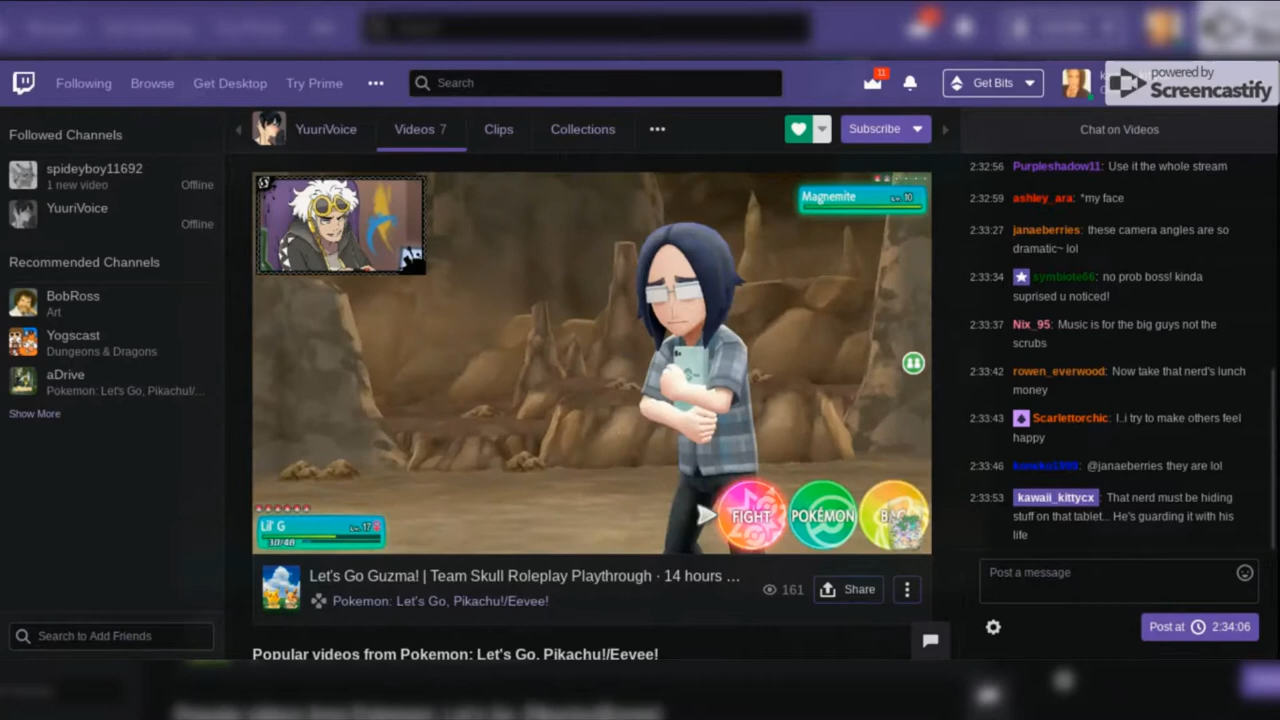 Following
Browse
Get Desktop
Try Prime
Search
11
Get Bits
powered by
Screencastify
Followed Channels
spideyboy11692
1 new video
Offline
YuuriVoice
Offline
Recommended Channels
BobRoss
Art
Yogscast
Dungeons & Dragons
aDrive
Pokemon: Let's Go, Pikachu!/...
Show More
Search to Add Friends
YuuriVoice
Videos 7
Clips
Collections
Subscribe
Magnemite Lv. 10
FIGHT
POKÉMON
Lil' G Lv. 17
30/48
Let's Go Guzma! | Team Skull Roleplay Playthrough · 14 hours ...
Pokemon: Let's Go, Pikachu!/Eevee!
161
Share
Popular videos from Pokemon: Let's Go, Pikachu!/Eevee!
Chat on Videos
2:32:56 Purpleshadow11: Use it the whole stream
2:32:59 ashley_ara: *my face
2:33:27 janaeberries: these camera angles are so
dramatic~ lol
2:33:34 symbiote66: no prob boss! kinda
suprised u noticed!
2:33:37 Nix_95: Music is for the big guys not the
scrubs
2:33:42 rowen_everwood: Now take that nerd's lunch
money
2:33:43 Scarlettorchic: I..i try to make others feel
happy
2:33:46 @janaeberries they are lol
2:33:53 kawaii_kittycx That nerd must be hiding
stuff on that tablet... He's guarding it with his
life
Post a message
Post at 2:34:06